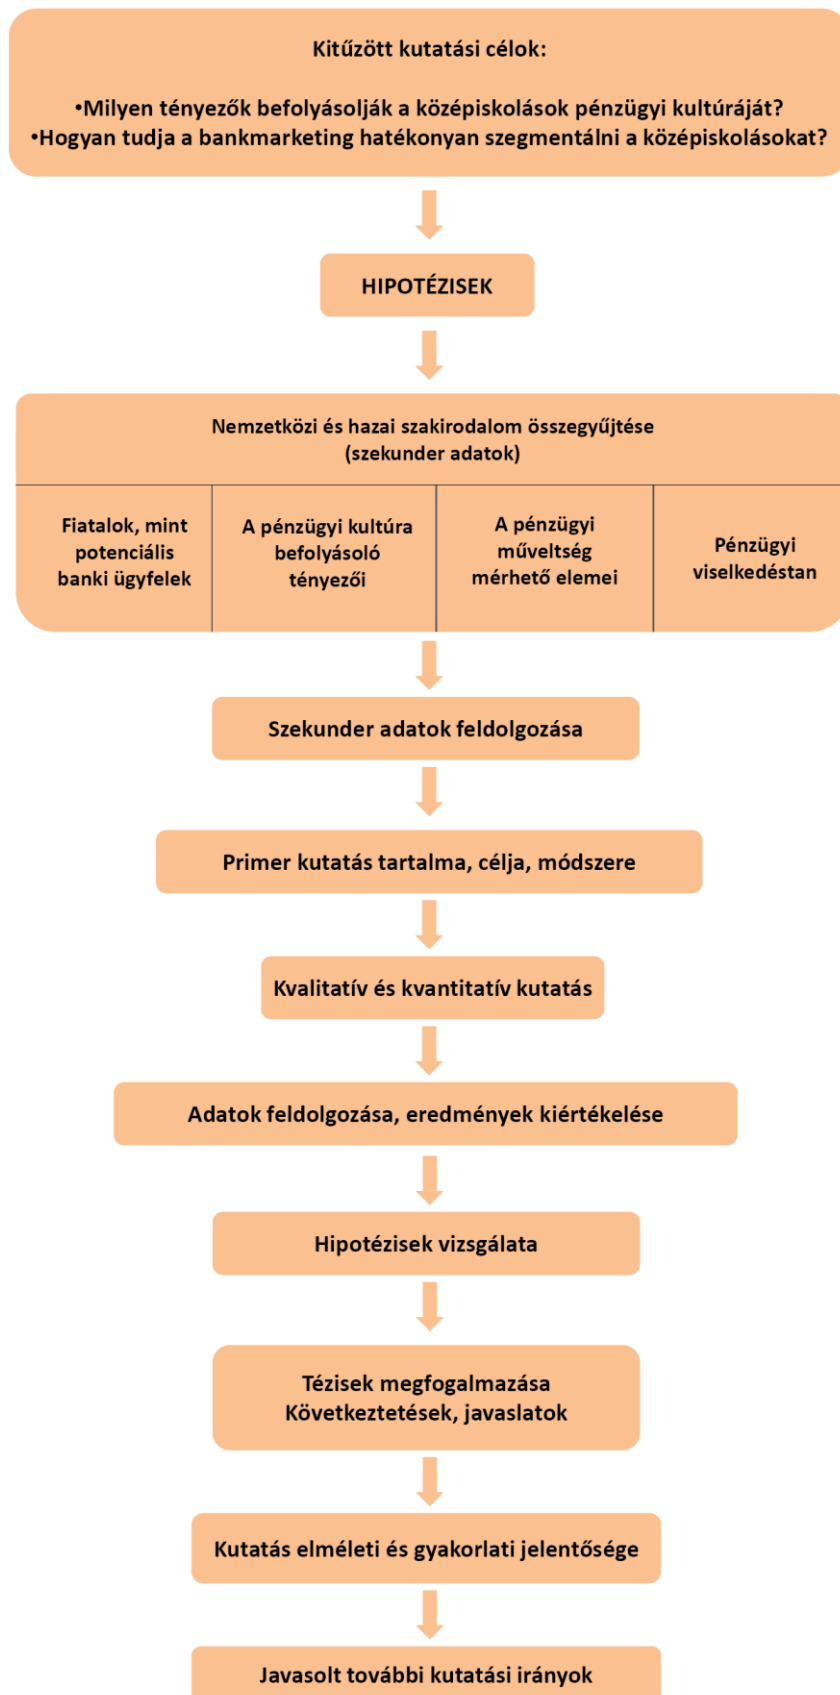 Kitűzött kutatási célok:
•Milyen tényezők befolyásolják a középiskolások pénzügyi kultúráját?
•Hogyan tudja a bankmarketing hatékonyan szegmentálni a középiskolásokat?
HIPOTÉZISEK
Nemzetközi és hazai szakirodalom összegyűjtése
(szekunder adatok)
Fiatalok, mint
potenciális
banki ügyfelek
A pénzügyi kultúra
befolyásoló
tényezői
A pénzügyi
műveltség
mérhető elemei
Pénzügyi
viselkedéstan
Szekunder adatok feldolgozása
Primer kutatás tartalma, célja, módszere
Kvalitatív és kvantitatív kutatás
Adatok feldolgozása, eredmények kiértékelése
Hipotézisek vizsgálata
Tézisek megfogalmazása
Következtetések, javaslatok
Kutatás elméleti és gyakorlati jelentősége
Javasolt további kutatási irányok